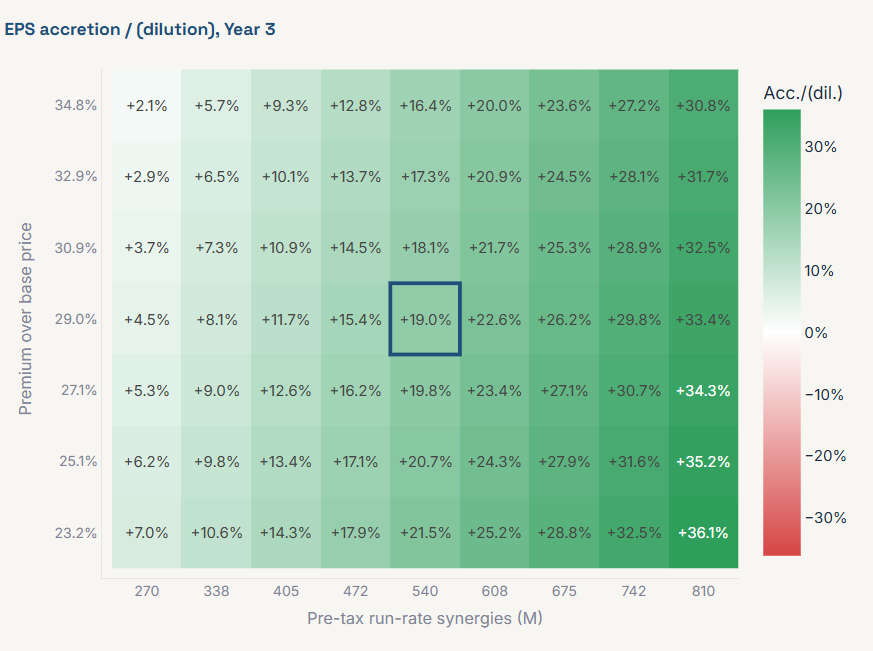 EPS accretion / (dilution), Year 3
Acc./(dil.)
34.8% +2.1% +5.7% +9.3% +12.8% +16.4% +20.0% +23.6% +27.2% +30.8%
32.9% +2.9% +6.5% +10.1% +13.7% +17.3% +20.9% +24.5% +28.1% +31.7%
30.9% +3.7% +7.3% +10.9% +14.5% +18.1% +21.7% +25.3% +28.9% +32.5%
29.0% +4.5% +8.1% +11.7% +15.4% +19.0% +22.6% +26.2% +29.8% +33.4%
27.1% +5.3% +9.0% +12.6% +16.2% +19.8% +23.4% +27.1% +30.7% +34.3%
25.1% +6.2% +9.8% +13.4% +17.1% +20.7% +24.3% +27.9% +31.6% +35.2%
23.2% +7.0% +10.6% +14.3% +17.9% +21.5% +25.2% +28.8% +32.5% +36.1%
270 338 405 472 540 608 675 742 810
Pre-tax run-rate synergies (M)
Premium over base price
30%
20%
10%
0%
−10%
−20%
−30%